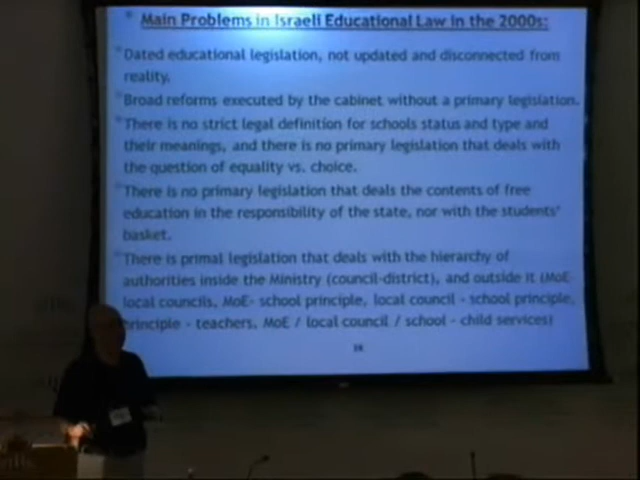 * Main Problems in Israeli Educational Law in the 2000s:
* Dated educational legislation, not updated and disconnected from
reality.
* Broad reforms executed by the cabinet without a primary legislation.
* There is no strict legal definition for schools status and type and
their meanings, and there is no primary legislation that deals with
the question of equality vs. choice.
* There is no primary legislation that deals the contents of free
education in the responsibility of the state, nor with the students'
basket.
* There is primal legislation that deals with the hierarchy of
authorities inside the Ministry (council-district), and outside it (MoE-
local councils, MoE- school principle, local council - school principle,
principle - teachers, MoE / local council / school - child services)